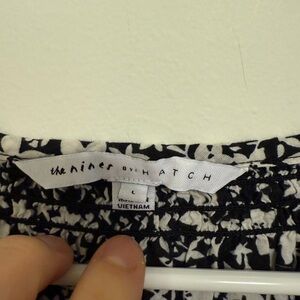 the nines BY HATCH
L
VIETNAM